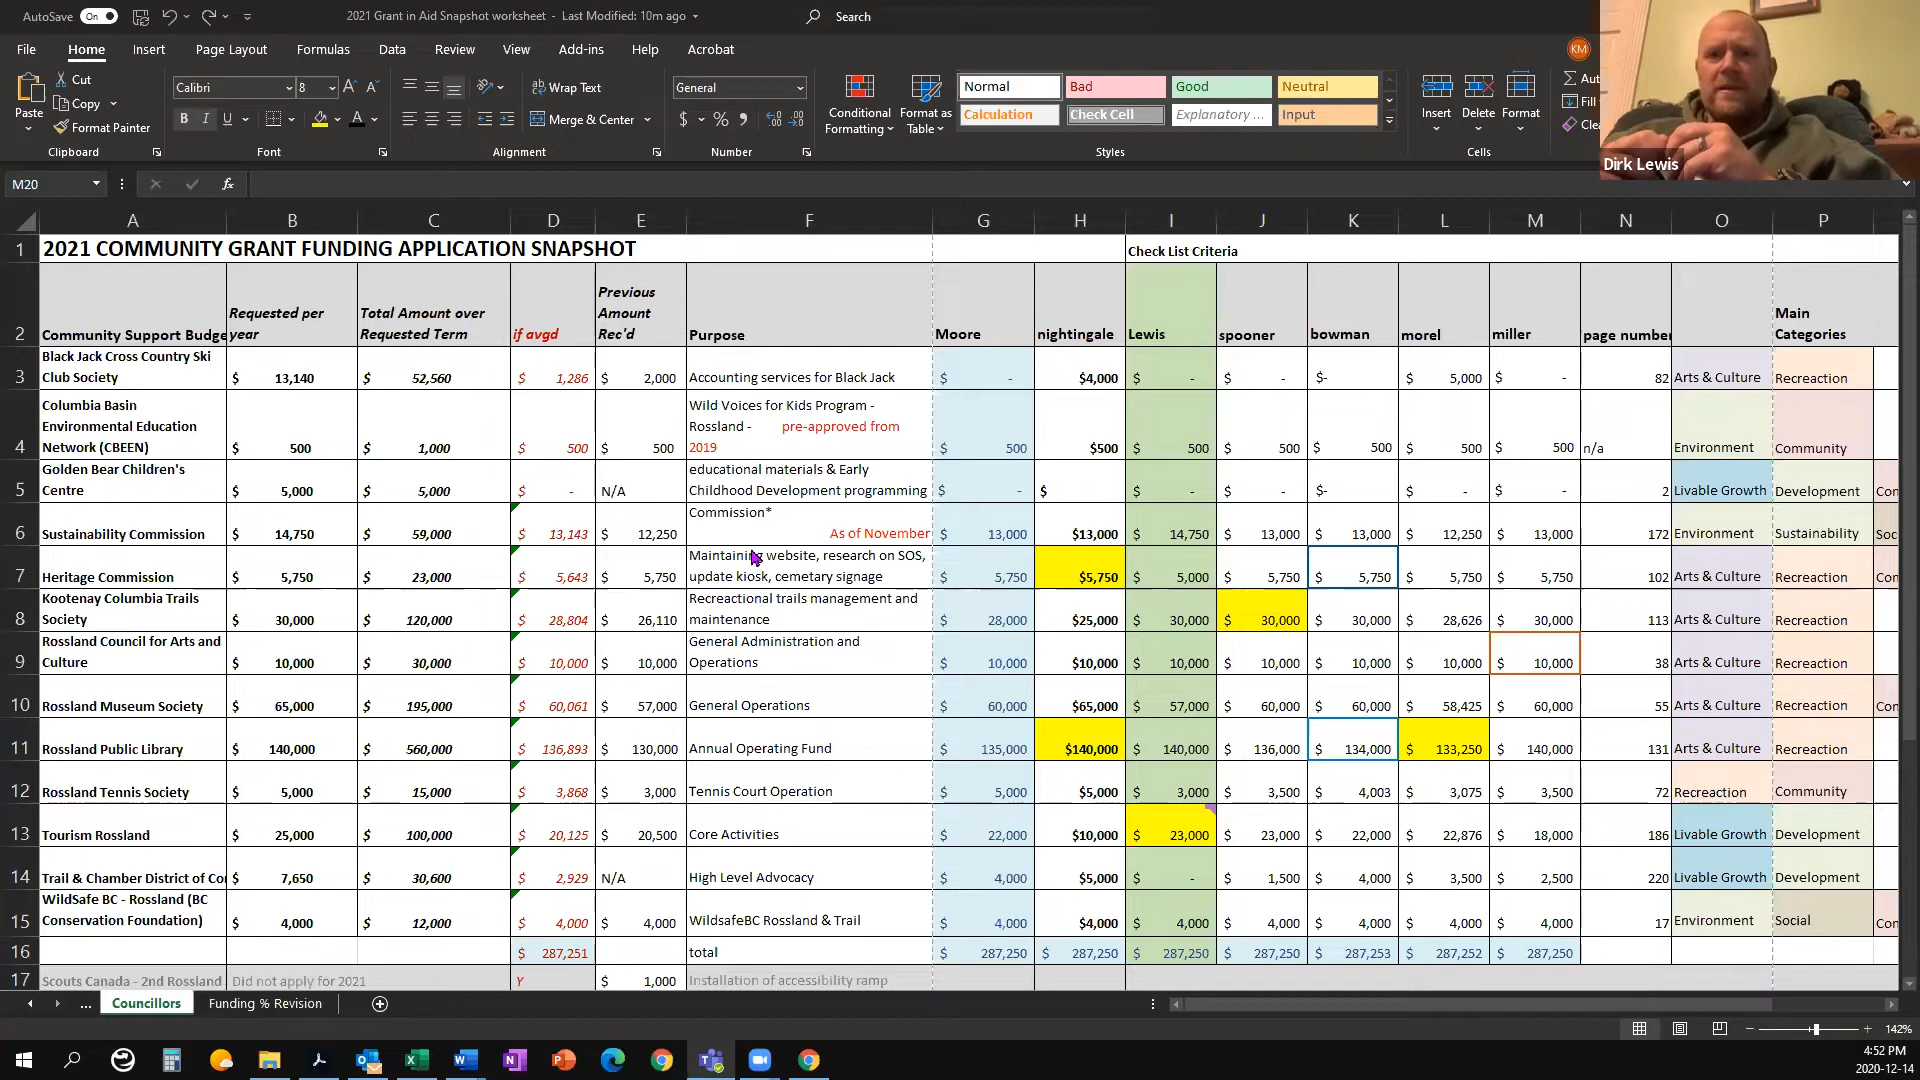 AutoSave On 2021 Grant in Aid Snapshot worksheet - Last Modified: 10m ago Search
File Home Insert Page Layout Formulas Data Review View Add-ins Help Acrobat KM
Paste Cut Copy Format Painter
Calibri 8 B I U A
Wrap Text Merge & Center
General $ % 9
Conditional Formatting Format as Table
Normal Bad Good Neutral
Calculation Check Cell Explanatory ... Input
Insert Delete Format
Aut
Fill
Clea
Clipboard Font Alignment Number Styles Cells
Dirk Lewis
M20 fx
A B C D E F G H I J K L M N O P
1 2021 COMMUNITY GRANT FUNDING APPLICATION SNAPSHOT Check List Criteria
2 Community Support Budge Requested per year Total Amount over Requested Term if avgd Previous Amount Rec'd Purpose Moore nightingale Lewis spooner bowman morel miller page number Main Categories
3 Black Jack Cross Country Ski Club Society $ 13,140 $ 52,560 $ 1,286 $ 2,000 Accounting services for Black Jack $ - $4,000 $ - $ - $- $ 5,000 $ - 82 Arts & Culture Recreaction
4 Columbia Basin Environmental Education Network (CBEEN) $ 500 $ 1,000 $ 500 $ 500 Wild Voices for Kids Program - Rossland - pre-approved from 2019 $ 500 $500 $ 500 $ 500 $ 500 $ 500 $ 500 n/a Environment Community
5 Golden Bear Children's Centre $ 5,000 $ 5,000 $ - N/A educational materials & Early Childhood Development programming $ - $ $ - $ - $- $ - $ - 2 Livable Growth Development Con
6 Sustainability Commission $ 14,750 $ 59,000 $ 13,143 $ 12,250 Commission* As of November $ 13,000 $13,000 $ 14,750 $ 13,000 $ 13,000 $ 12,250 $ 13,000 172 Environment Sustainability Soc
7 Heritage Commission $ 5,750 $ 23,000 $ 5,643 $ 5,750 Maintaining website, research on SOS, update kiosk, cemetary signage $ 5,750 $5,750 $ 5,000 $ 5,750 $ 5,750 $ 5,750 $ 5,750 102 Arts & Culture Recreaction Con
8 Kootenay Columbia Trails Society $ 30,000 $ 120,000 $ 28,804 $ 26,110 Recreactional trails management and maintenance $ 28,000 $25,000 $ 30,000 $ 30,000 $ 30,000 $ 28,626 $ 30,000 113 Arts & Culture Recreaction
9 Rossland Council for Arts and Culture $ 10,000 $ 30,000 $ 10,000 $ 10,000 General Administration and Operations $ 10,000 $10,000 $ 10,000 $ 10,000 $ 10,000 $ 10,000 $ 10,000 38 Arts & Culture Recreaction
10 Rossland Museum Society $ 65,000 $ 195,000 $ 60,061 $ 57,000 General Operations $ 60,000 $65,000 $ 57,000 $ 60,000 $ 60,000 $ 58,425 $ 60,000 55 Arts & Culture Recreaction Con
11 Rossland Public Library $ 140,000 $ 560,000 $ 136,893 $ 130,000 Annual Operating Fund $ 135,000 $140,000 $ 140,000 $ 136,000 $ 134,000 $ 133,250 $ 140,000 131 Arts & Culture Recreaction
12 Rossland Tennis Society $ 5,000 $ 15,000 $ 3,868 $ 3,000 Tennis Court Operation $ 5,000 $5,000 $ 3,000 $ 3,500 $ 4,003 $ 3,075 $ 3,500 72 Recreaction Community
13 Tourism Rossland $ 25,000 $ 100,000 $ 20,125 $ 20,500 Core Activities $ 22,000 $10,000 $ 23,000 $ 23,000 $ 22,000 $ 22,876 $ 18,000 186 Livable Growth Development
14 Trail & Chamber District of Co $ 7,650 $ 30,600 $ 2,929 N/A High Level Advocacy $ 4,000 $5,000 $ - $ 1,500 $ 4,000 $ 3,500 $ 2,500 220 Livable Growth Development
15 WildSafe BC - Rossland (BC Conservation Foundation) $ 4,000 $ 12,000 $ 4,000 $ 4,000 WildsafeBC Rossland & Trail $ 4,000 $4,000 $ 4,000 $ 4,000 $ 4,000 $ 4,000 $ 4,000 17 Environment Social Con
16 $ 287,251 total $ 287,250 $ 287,250 $ 287,250 $ 287,250 $ 287,253 $ 287,252 $ 287,250
17 Scouts Canada - 2nd Rossland Did not apply for 2021 Y $ 1,000 Installation of accessibility ramp
... Councillors Funding % Revision
142%
4:52 PM
2020-12-14